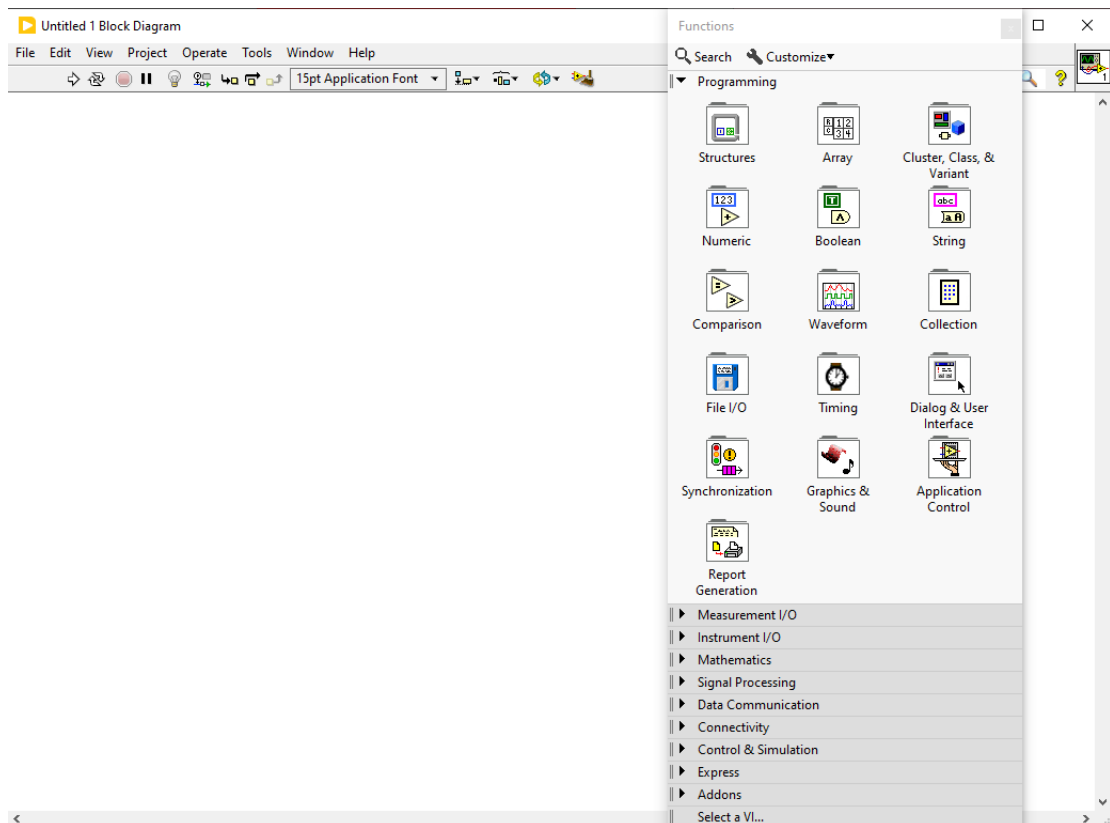 Untitled 1 Block Diagram
File Edit View Project Operate Tools Window Help
15pt Application Font
Functions
Search Customize
Programming
Structures Array Cluster, Class, & Variant
Numeric Boolean String
Comparison Waveform Collection
File I/O Timing Dialog & User Interface
Synchronization Graphics & Sound Application Control
Report Generation
Measurement I/O
Instrument I/O
Mathematics
Signal Processing
Data Communication
Connectivity
Control & Simulation
Express
Addons
Select a VI...